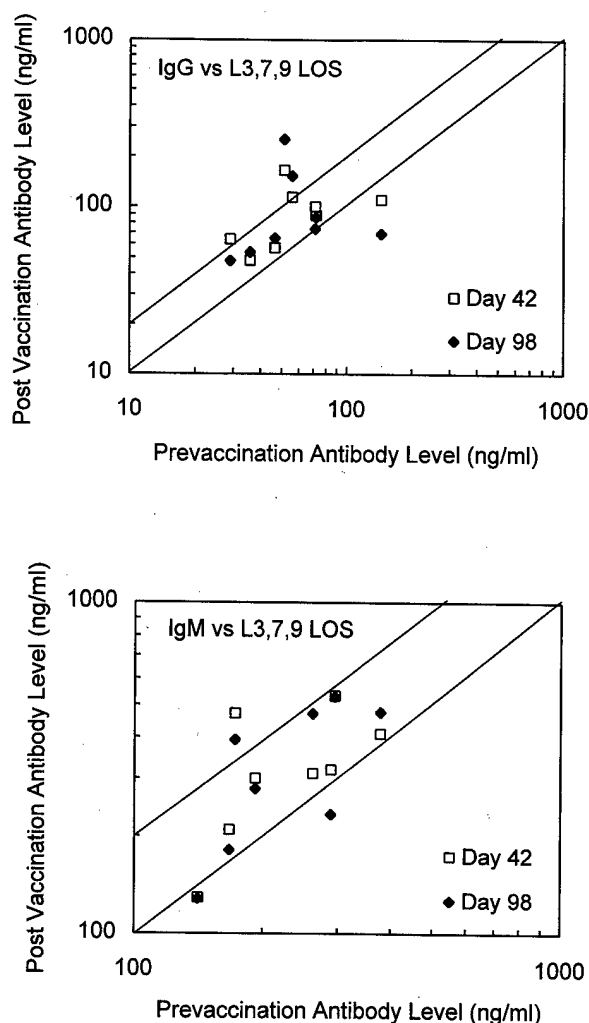 1000
IgG vs L3,7,9 LOS
100
Day 42
Day 98
10
10
100
1000
Post Vaccination Antibody Level (ng/ml)
Prevaccination Antibody Level (ng/ml)
1000
IgM vs L3,7,9 LOS
Day 42
Day 98
100
100
1000
Post Vaccination Antibody Level (ng/ml)
Prevaccination Antibody Level (ng/ml)